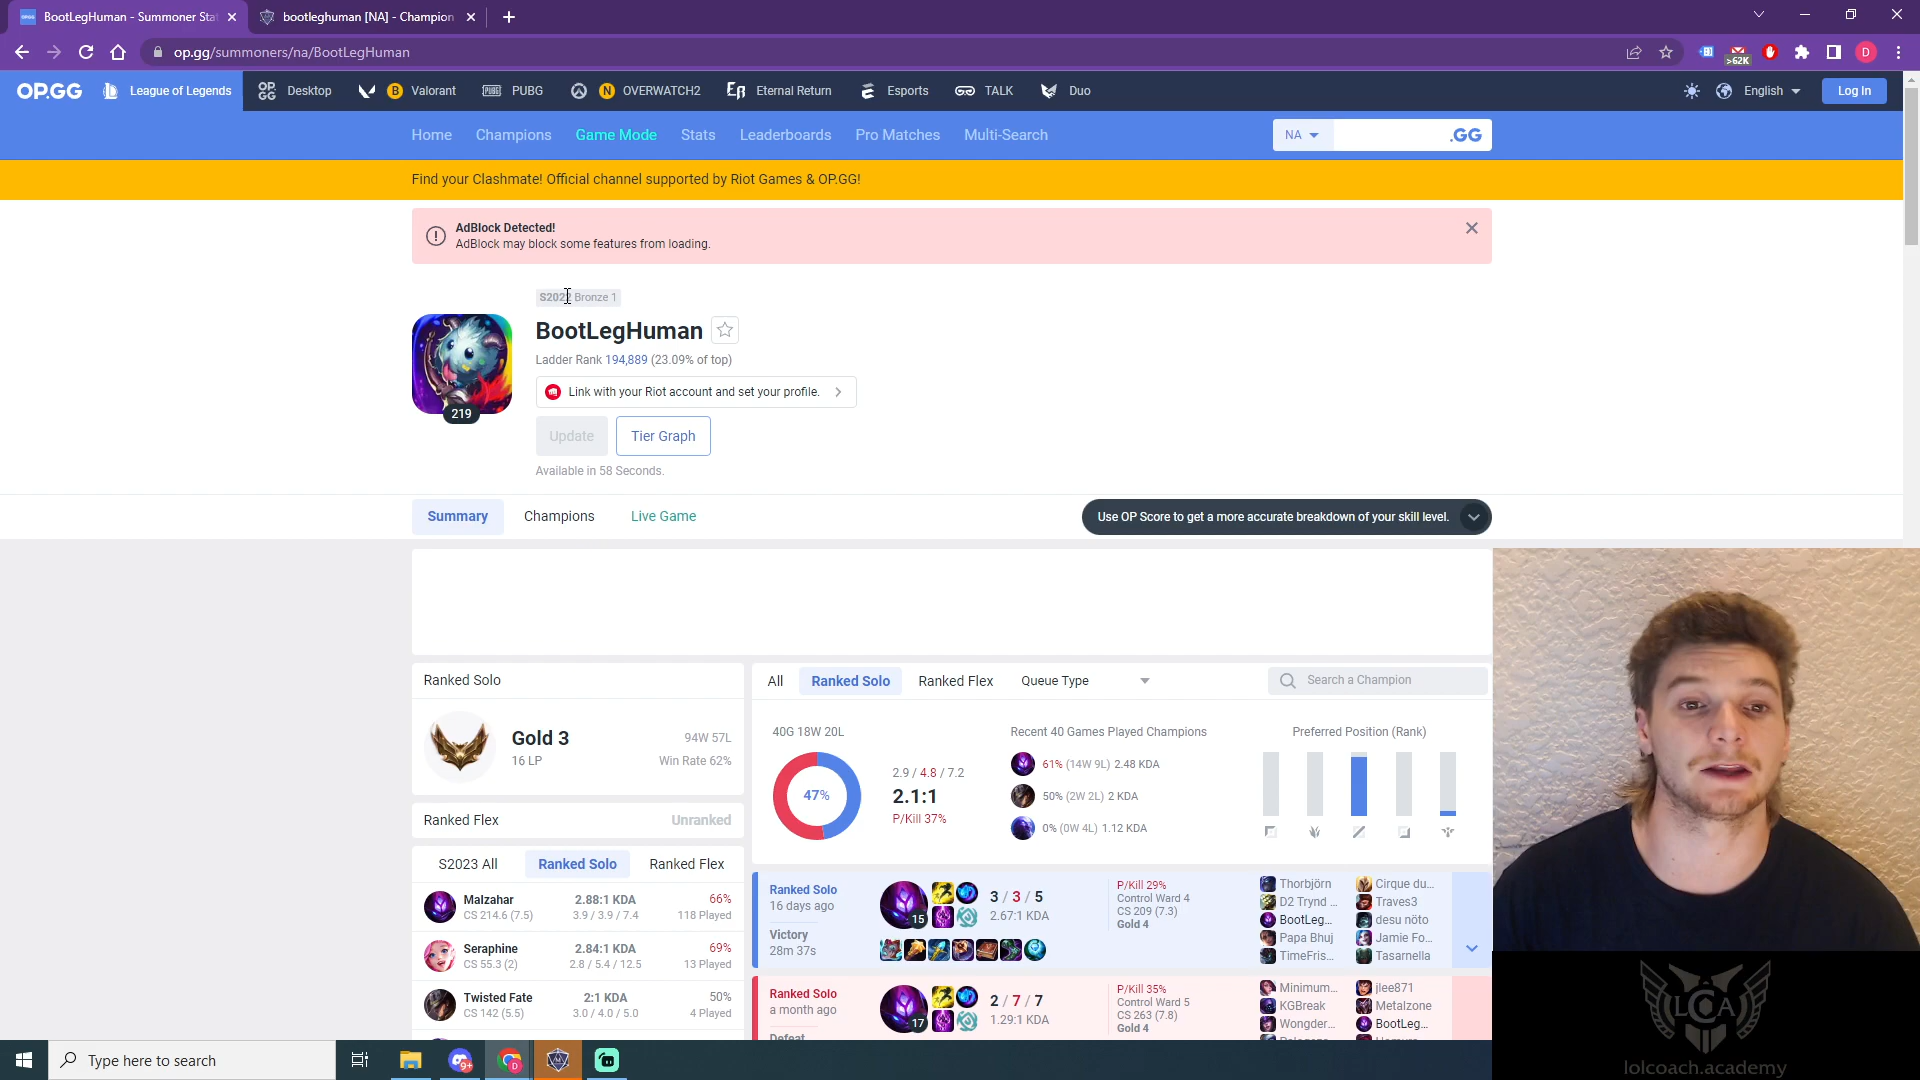 BootLegHuman - Summoner Stat
bootleghuman [NA] - Champion
op.gg/summoners/na/BootLegHuman
>62K
D
OP.GG
League of Legends
OP. GG
Desktop
B
Valorant
PUBG
PUBG
N
OVERWATCH2
Eternal Return
Esports
TALK
Duo
English
Log In
Home
Champions
Game Mode
Stats
Leaderboards
Pro Matches
Multi-Search
NA
.GG
Find your Clashmate! Official channel supported by Riot Games & OP.GG!
AdBlock Detected!
AdBlock may block some features from loading.
S2022 Bronze 1
BootLegHuman
Ladder Rank 194,889 (23.09% of top)
Link with your Riot account and set your profile.
219
Update
Tier Graph
Available in 58 Seconds.
Summary
Champions
Live Game
Use OP Score to get a more accurate breakdown of your skill level.
Ranked Solo
Gold 3
94W 57L
16 LP
Win Rate 62%
Ranked Flex
Unranked
S2023 All
Ranked Solo
Ranked Flex
Malzahar
2.88:1 KDA
66%
CS 214.6 (7.5)
3.9 / 3.9 / 7.4
118 Played
Seraphine
2.84:1 KDA
69%
CS 55.3 (2)
2.8 / 5.4 / 12.5
13 Played
Twisted Fate
2:1 KDA
50%
CS 142 (5.5)
3.0 / 4.0 / 5.0
4 Played
All
Ranked Solo
Ranked Flex
Queue Type
Search a Champion
40G 18W 20L
47%
2.9 / 4.8 / 7.2
2.1:1
P/Kill 37%
Recent 40 Games Played Champions
61% (14W 9L) 2.48 KDA
50% (2W 2L) 2 KDA
0% (0W 4L) 1.12 KDA
Preferred Position (Rank)
Ranked Solo
16 days ago
Victory
28m 37s
15
3 / 3 / 5
2.67:1 KDA
P/Kill 29%
Control Ward 4
CS 209 (7.3)
Gold 4
Thorbjörn
D2 Trynd ...
BootLeg...
Papa Bhuj
TimeFris...
Cirque du...
Traves3
desu nöto
Jamie Fo...
Tasarnella
Ranked Solo
a month ago
Defeat
17
2 / 7 / 7
1.29:1 KDA
P/Kill 35%
Control Ward 5
CS 263 (7.8)
Gold 4
Minimum...
KGBreak
Wongder...
jlee871
Metalzone
BootLeg...
Type here to search
9+
D
LCA
lolcoach.academy